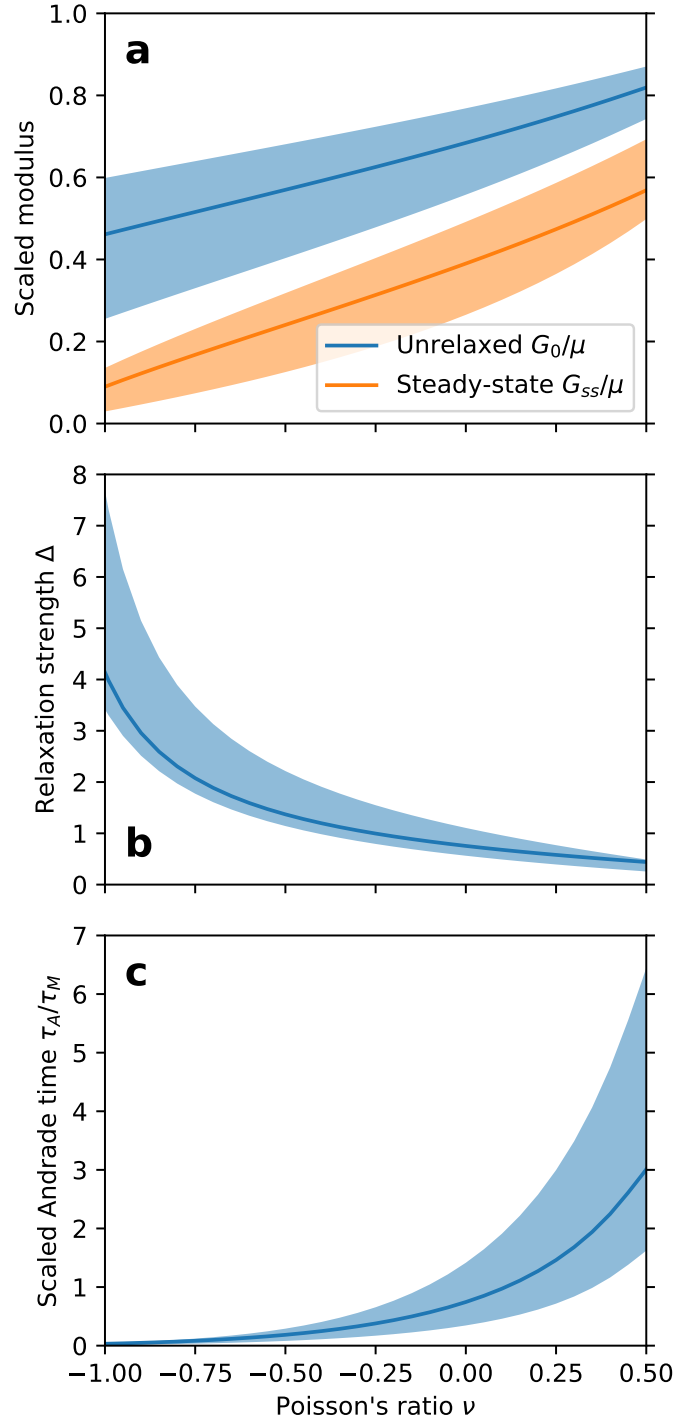 a
Scaled modulus
1.0
0.8
0.6
0.4
0.2
0.0
Unrelaxed G₀/μ
Steady-state Gₛₛ/μ
b
Relaxation strength Δ
8
7
6
5
4
3
2
1
0
c
Scaled Andrade time τ_A/τ_M
7
6
5
4
3
2
1
0
−1.00 −0.75 −0.50 −0.25 0.00 0.25 0.50
Poisson's ratio ν